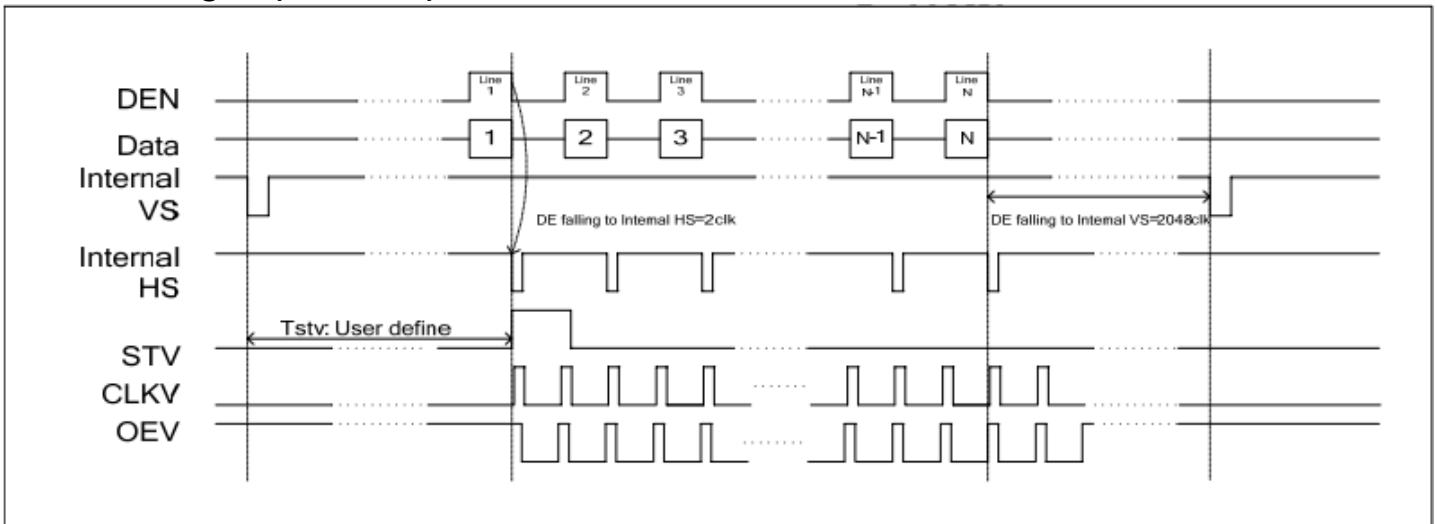 DEN
Line
1
Line
2
Line
3
Line
N-1
Line
N
Data
1
2
3
N-1
N
Internal
VS
DE falling to Internal HS=2clk
DE falling to Internal VS=2048clk
Internal
HS
Tstv: User define
STV
CLKV
OEV